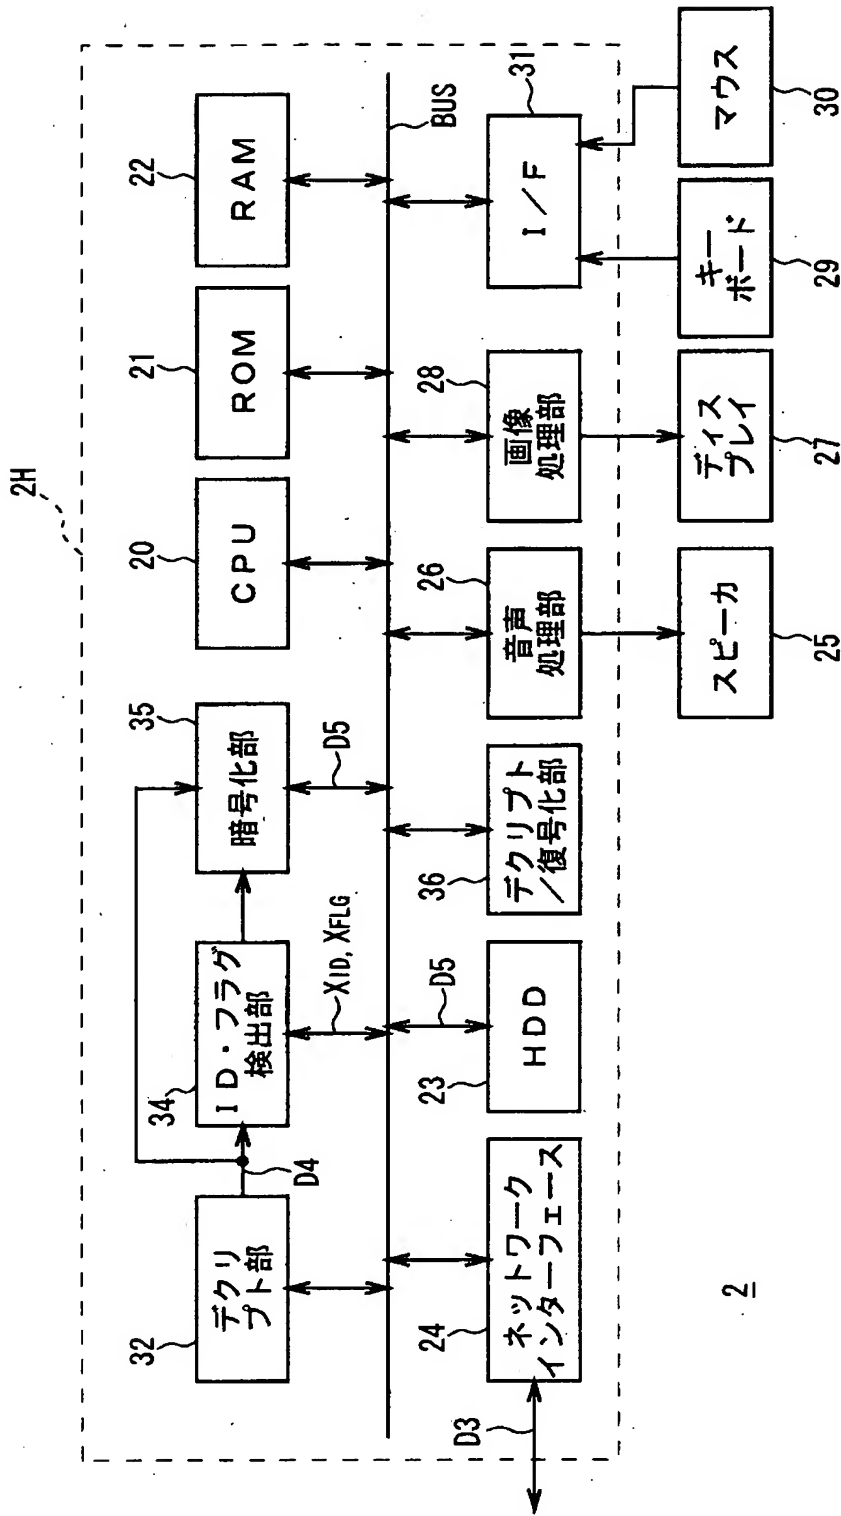 2H
32
デクリ
プト部
D4
34
ID・フラグ
検出部
XID, XFLG
35
暗号化部
D5
20
CPU
21
ROM
22
RAM
BUS
D3
24
ネットワーク
インターフェース
23
HDD
D5
36
デクリプト
/復号化部
26
音声
処理部
28
画像
処理部
31
I/F
25
スピーカ
27
ディス
プレイ
29
キー
ボード
30
マウス
2